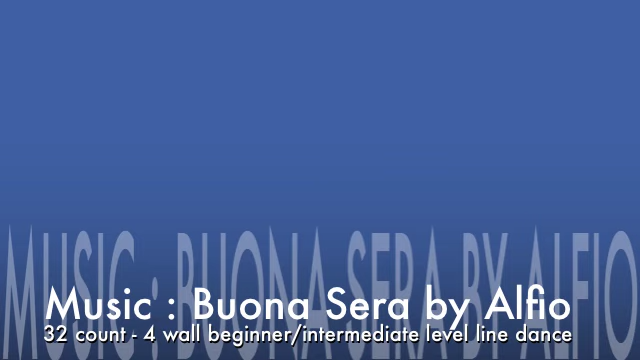 MUSIC : BUONA SERA BY ALFIO
Music : Buona Sera by Alfio
32 count - 4 wall beginner/intermediate level line dance